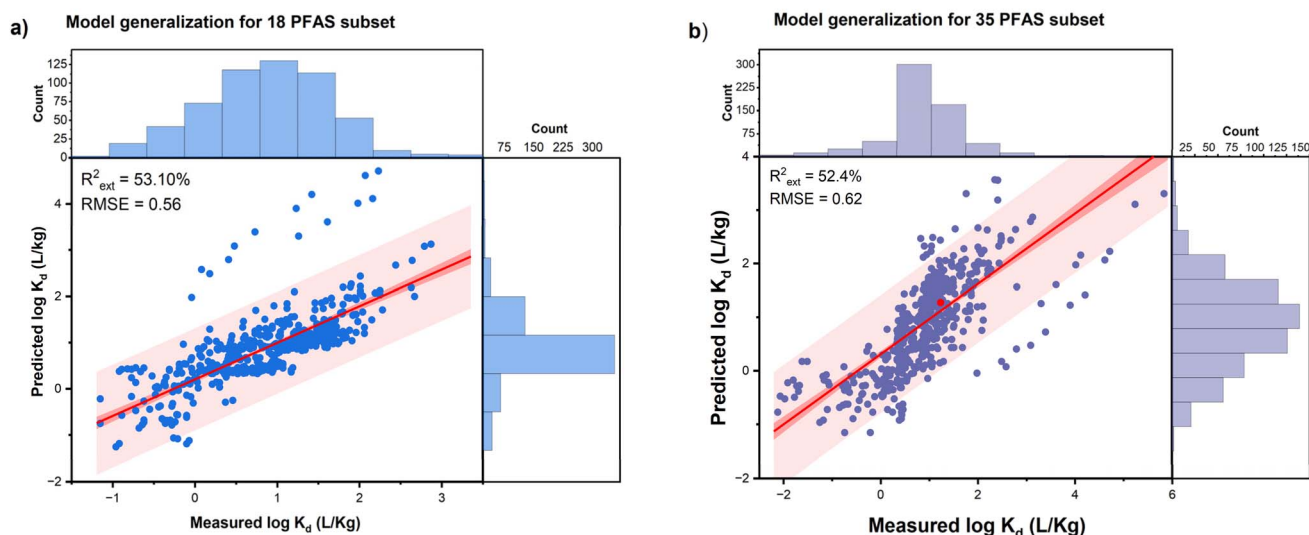 a)
Model generalization for 18 PFAS subset
Count
125
100
75
50
25
0
Count
75 150 225 300
R²ext = 53.10%
RMSE = 0.56
Predicted log Kd (L/kg)
4
2
0
−2
−1 0 1 2 3
Measured log Kd (L/Kg)
b)
Model generalization for 35 PFAS subset
Count
300
225
150
75
Count
25 50 75 100 125 150
R²ext = 52.4%
RMSE = 0.62
Predicted log Kd (L/kg)
4
2
0
−2
−2 0 2 4 6
Measured log Kd (L/Kg)